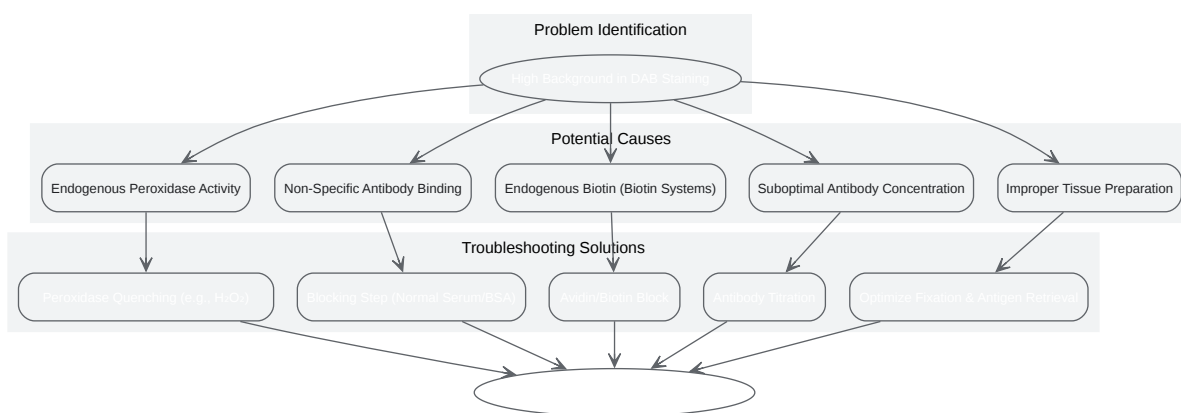 Problem Identification
High Background in DAB Staining
Potential Causes
Endogenous Peroxidase Activity
Non-Specific Antibody Binding
Endogenous Biotin (Biotin Systems)
Suboptimal Antibody Concentration
Improper Tissue Preparation
Troubleshooting Solutions
Peroxidase Quenching (e.g., H₂O₂)
Blocking Step (Normal Serum/BSA)
Avidin/Biotin Block
Antibody Titration
Optimize Fixation & Antigen Retrieval